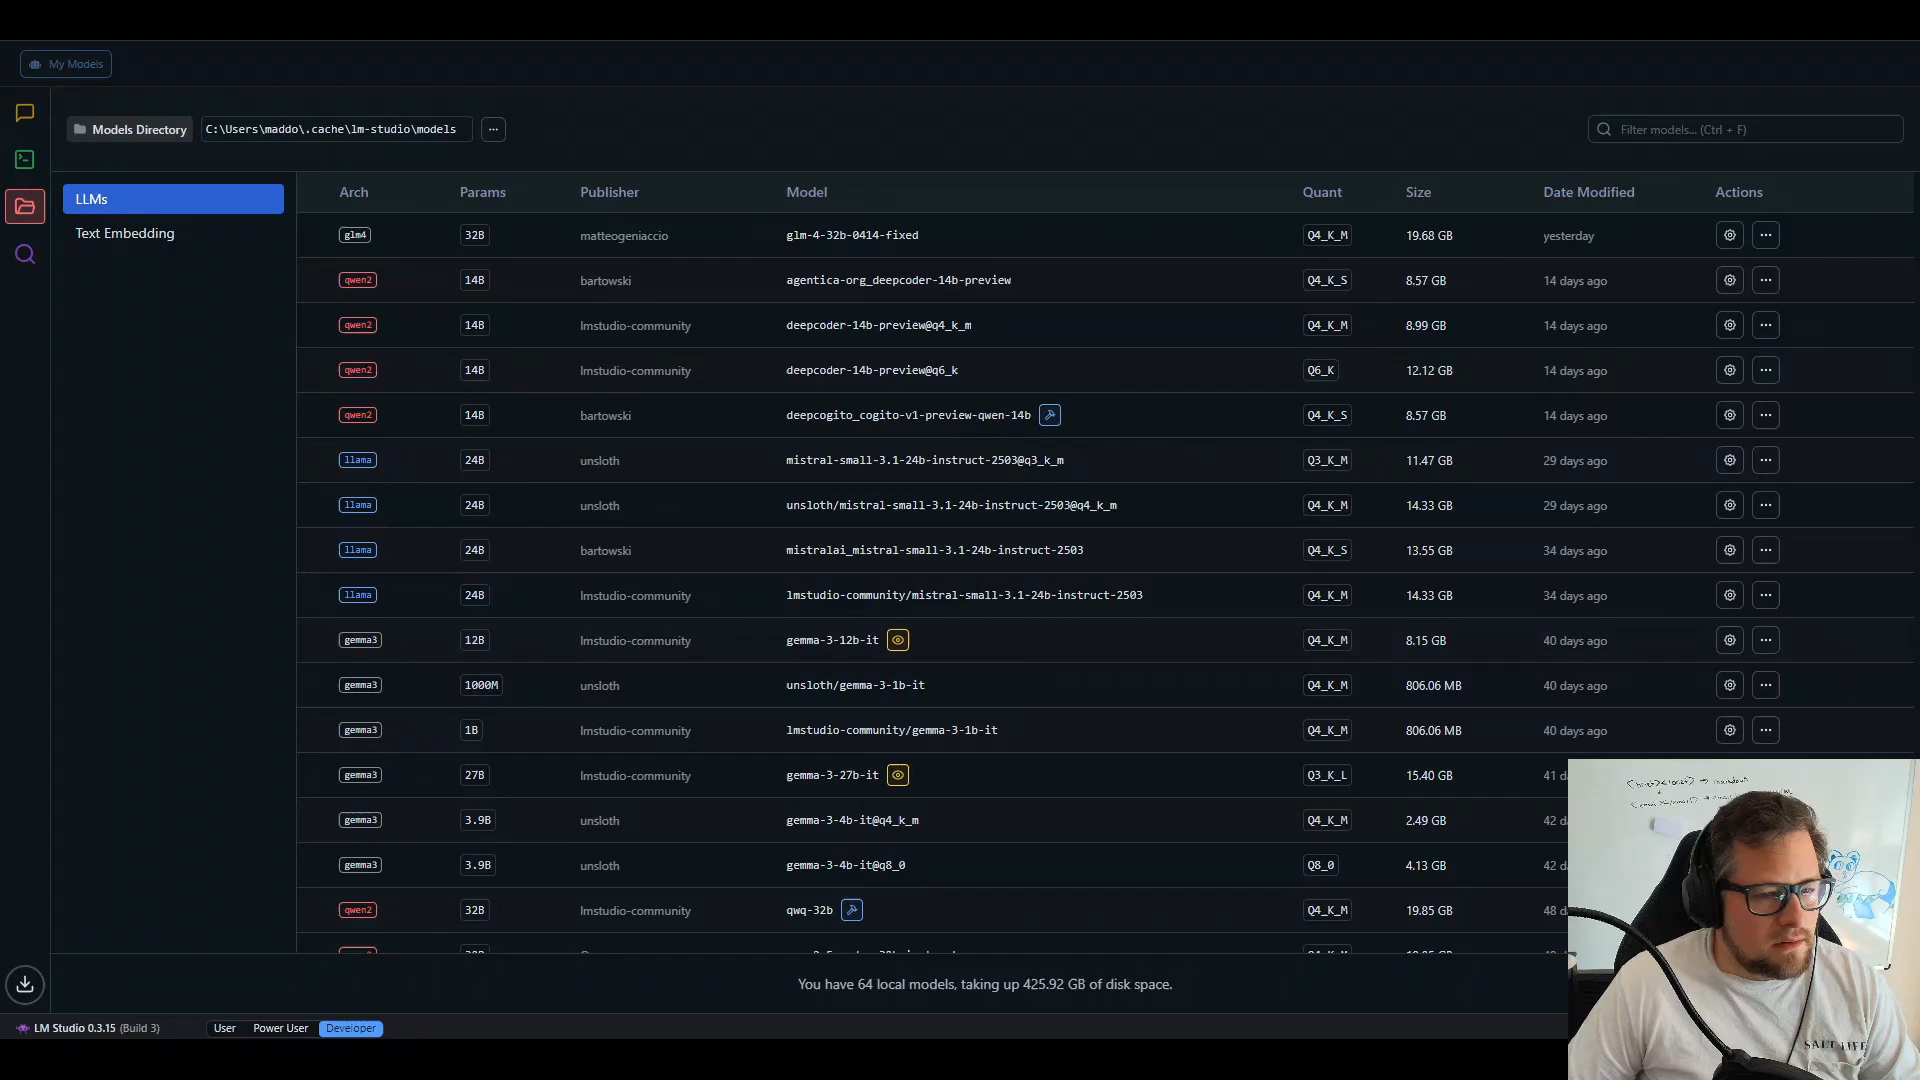 My Models
Models Directory C:\Users\maddo\.cache\lm-studio\models ...
Filter models... (Ctrl + F)
LLMs
Text Embedding
Arch Params Publisher Model Quant Size Date Modified Actions
glm4 32B matteogeniaccio glm-4-32b-0414-fixed Q4_K_M 19.68 GB yesterday
qwen2 14B bartowski agentica-org_deepcoder-14b-preview Q4_K_S 8.57 GB 14 days ago
qwen2 14B lmstudio-community deepcoder-14b-preview@q4_k_m Q4_K_M 8.99 GB 14 days ago
qwen2 14B lmstudio-community deepcoder-14b-preview@q6_k Q6_K 12.12 GB 14 days ago
qwen2 14B bartowski deepcogito_cogito-v1-preview-qwen-14b Q4_K_S 8.57 GB 14 days ago
llama 24B unsloth mistral-small-3.1-24b-instruct-2503@q3_k_m Q3_K_M 11.47 GB 29 days ago
llama 24B unsloth unsloth/mistral-small-3.1-24b-instruct-2503@q4_k_m Q4_K_M 14.33 GB 29 days ago
llama 24B bartowski mistralai_mistral-small-3.1-24b-instruct-2503 Q4_K_S 13.55 GB 34 days ago
llama 24B lmstudio-community lmstudio-community/mistral-small-3.1-24b-instruct-2503 Q4_K_M 14.33 GB 34 days ago
gemma3 12B lmstudio-community gemma-3-12b-it Q4_K_M 8.15 GB 40 days ago
gemma3 1000M unsloth unsloth/gemma-3-1b-it Q4_K_M 806.06 MB 40 days ago
gemma3 1B lmstudio-community lmstudio-community/gemma-3-1b-it Q4_K_M 806.06 MB 40 days ago
gemma3 27B lmstudio-community gemma-3-27b-it Q3_K_L 15.40 GB 41 d
gemma3 3.9B unsloth gemma-3-4b-it@q4_k_m Q4_K_M 2.49 GB 42 d
gemma3 3.9B unsloth gemma-3-4b-it@q8_0 Q8_0 4.13 GB 42 d
qwen2 32B lmstudio-community qwq-32b Q4_K_M 19.85 GB 48 d
You have 64 local models, taking up 425.92 GB of disk space.
LM Studio 0.3.15 (Build 3) User Power User Developer
SALT LIFE